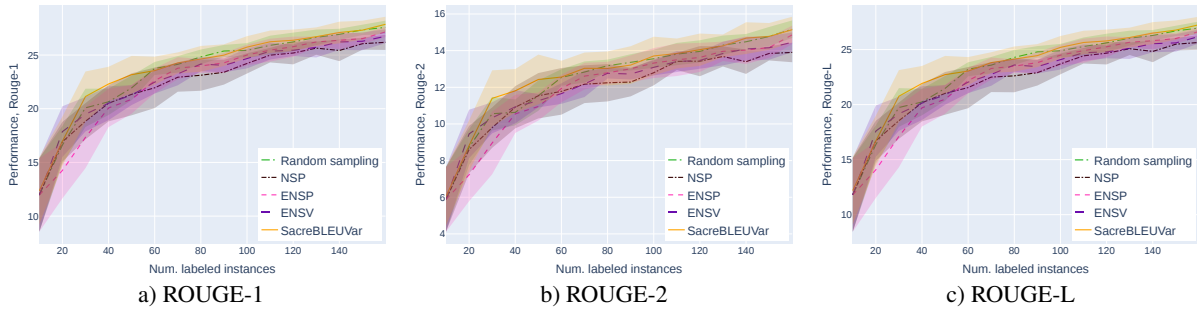 Performance, Rouge-1
25
20
15
10
20 40 60 80 100 120 140
Num. labeled instances
Random sampling
NSP
ENSP
ENSV
SacreBLEUVar
a) ROUGE-1
Performance, Rouge-2
16
14
12
10
8
6
4
20 40 60 80 100 120 140
Num. labeled instances
Random sampling
NSP
ENSP
ENSV
SacreBLEUVar
b) ROUGE-2
Performance, Rouge-L
25
20
15
10
20 40 60 80 100 120 140
Num. labeled instances
Random sampling
NSP
ENSP
ENSV
SacreBLEUVar
c) ROUGE-L